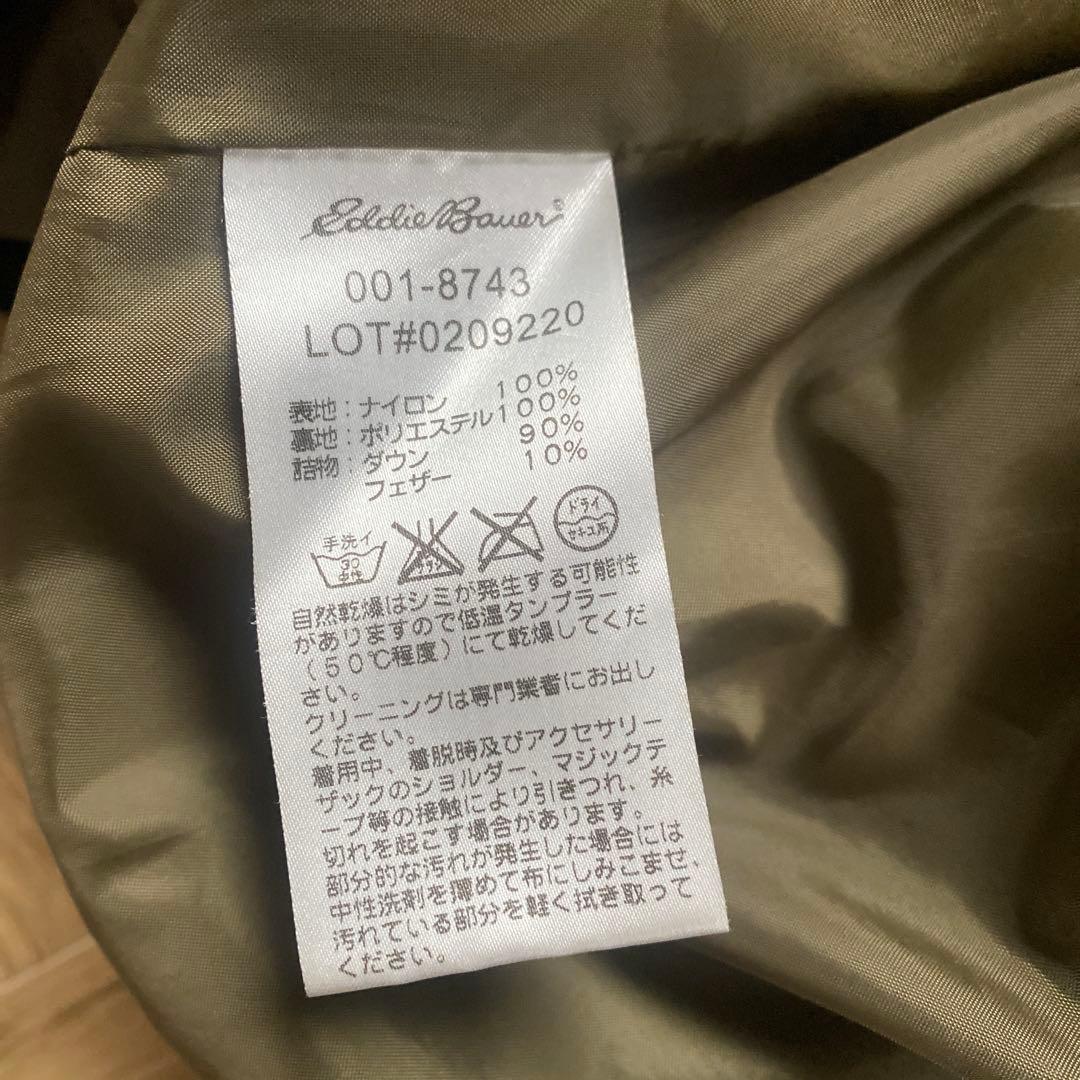 Eddie Bauer®
001-8743
LOT#0209220
表地：ナイロン 100%
裏地：ポリエステル100%
詰物：ダウン 90%
フェザー 10%
手洗イ
30
中性
ドライ
セキユ系
自然乾燥はシミが発生する可能性
がありますので低温タンブラー
(50℃程度)にて乾燥してくだ
さい。
クリーニングは専門業者にお出し
ください。
着用中、着脱時及びアクセサリー
ザックのショルダー、マジックテ
ープ等の接触により引きつれ、糸
切れを起こす場合があります。
部分的な汚れが発生した場合には
中性洗剤を薄めて布にしみこませ、
汚れている部分を軽く拭き取って
ください。